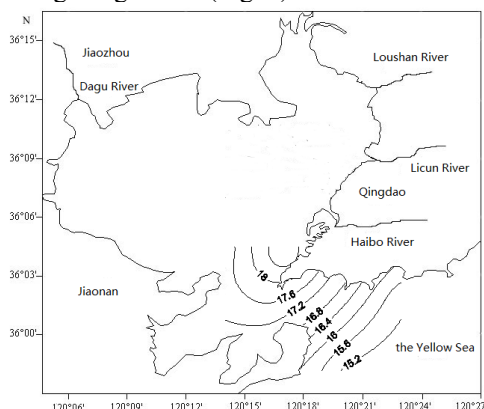 N
36°15'
Jiaozhou
Loushan River
Dagu River
36°12'
36°09'
Licun River
Qingdao
36°06'
Haibo River
36°03'
18
Jiaonan
17.6
17.2
16.8
16.4
16
36°00'
15.6
15.2
the Yellow Sea
120°06' 120°09' 120°12' 120°15' 120°18' 120°21' 120°24' 120°27